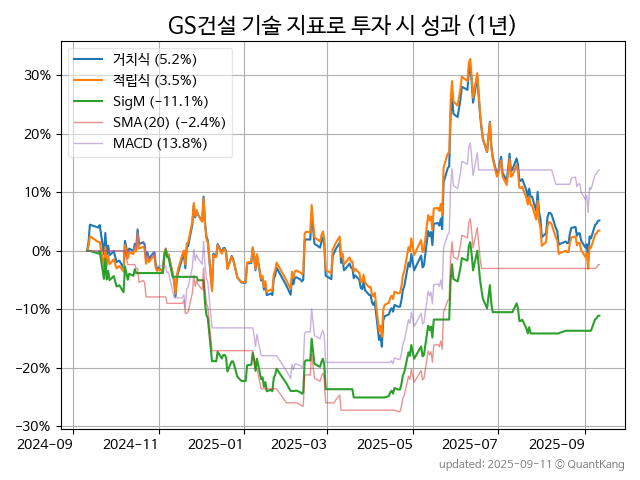 GS건설 기술 지표로 투자 시 성과 (1년)
거치식 (5.2%)
적립식 (3.5%)
SigM (−11.1%)
SMA(20) (−2.4%)
MACD (13.8%)
30%
20%
10%
0%
−10%
−20%
−30%
2024-09
2024-11
2025-01
2025-03
2025-05
2025-07
2025-09
updated: 2025-09-11 © QuantKang